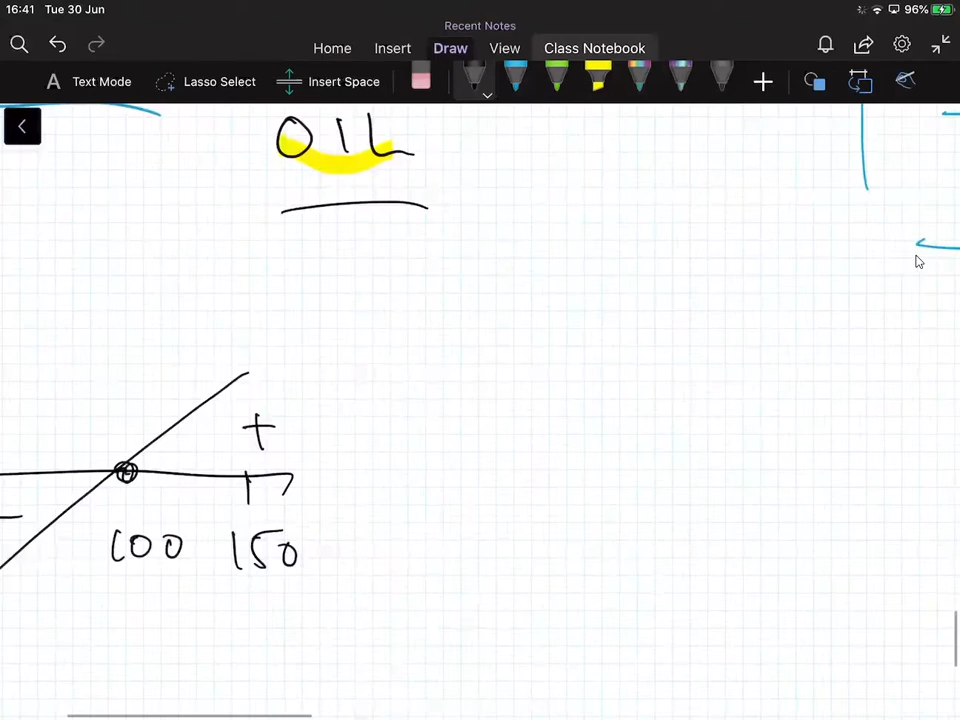 16:41 Tue 30 Jun 96%
Recent Notes
Home Insert Draw View Class Notebook
Text Mode Lasso Select Insert Space
OIL
+
-
100 150